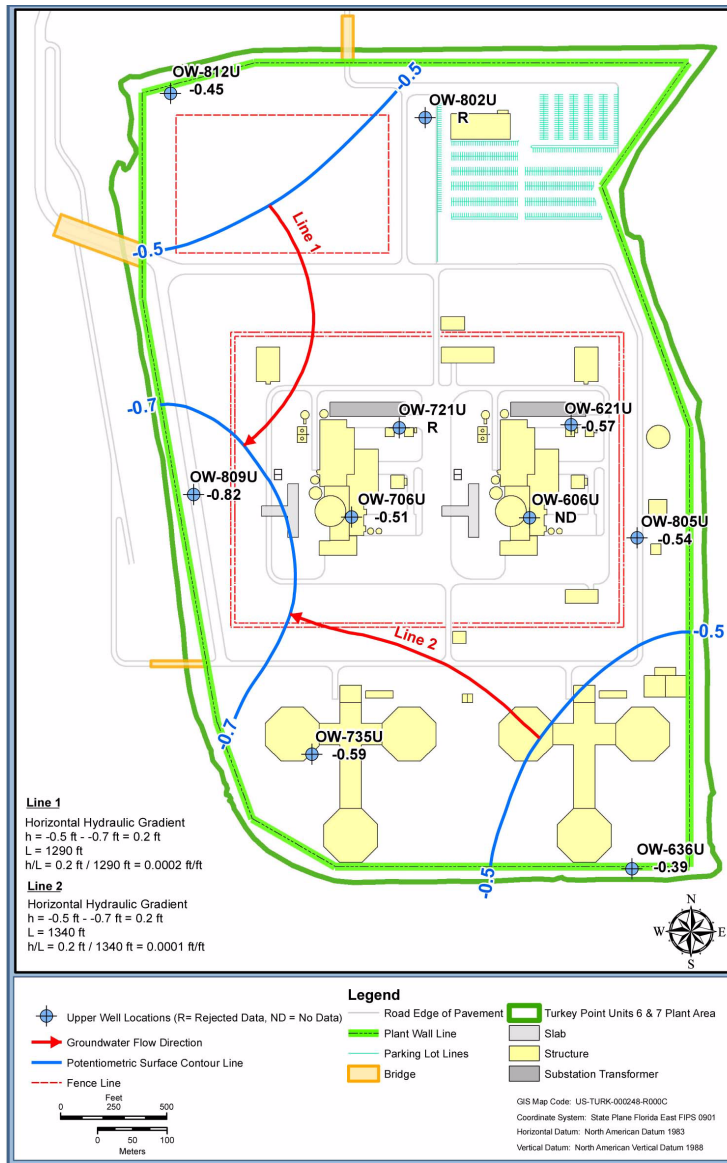 -0.5
OW-812U
-0.45
OW-802U
R
-0.5
Line 1
-0.7
OW-721U
R
OW-621U
-0.57
OW-809U
-0.82
OW-706U
-0.51
OW-606U
ND
OW-805U
-0.54
Line 2
-0.5
-0.7
OW-735U
-0.59
OW-636U
-0.39
-0.5
Line 1
Horizontal Hydraulic Gradient
h = -0.5 ft - -0.7 ft = 0.2 ft
L = 1290 ft
h/L = 0.2 ft / 1290 ft = 0.0002 ft/ft
Line 2
Horizontal Hydraulic Gradient
h = -0.5 ft - -0.7 ft = 0.2 ft
L = 1340 ft
h/L = 0.2 ft / 1340 ft = 0.0001 ft/ft
N
W E
S
Legend
Upper Well Locations (R= Rejected Data, ND = No Data)
Groundwater Flow Direction
Potentiometric Surface Contour Line
Fence Line
Road Edge of Pavement
Plant Wall Line
Parking Lot Lines
Bridge
Turkey Point Units 6 & 7 Plant Area
Slab
Structure
Substation Transformer
Feet
0 250 500
0 50 100
Meters
GIS Map Code: US-TURK-000248-R000C
Coordinate System: State Plane Florida East FIPS 0901
Horizontal Datum: North American Datum 1983
Vertical Datum: North American Vertical Datum 1988